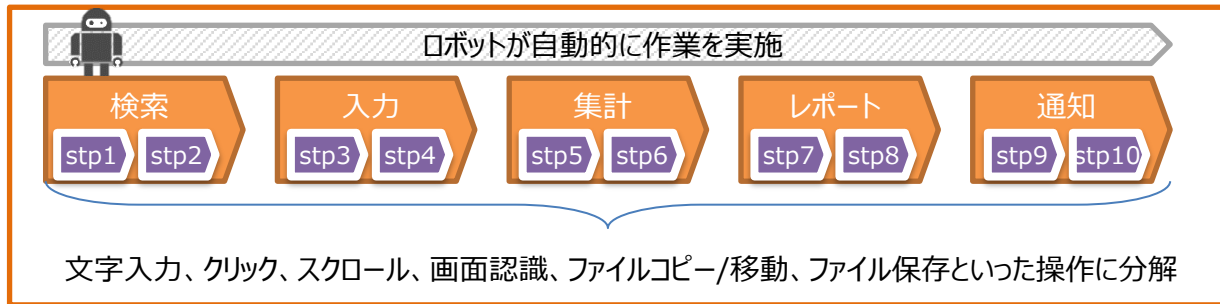 ロボットが自動的に作業を実施
検索 入力 集計 レポート 通知
stp1 stp2 stp3 stp4 stp5 stp6 stp7 stp8 stp9 stp10
文字入力、クリック、スクロール、画面認識、ファイルコピー/移動、ファイル保存といった操作に分解